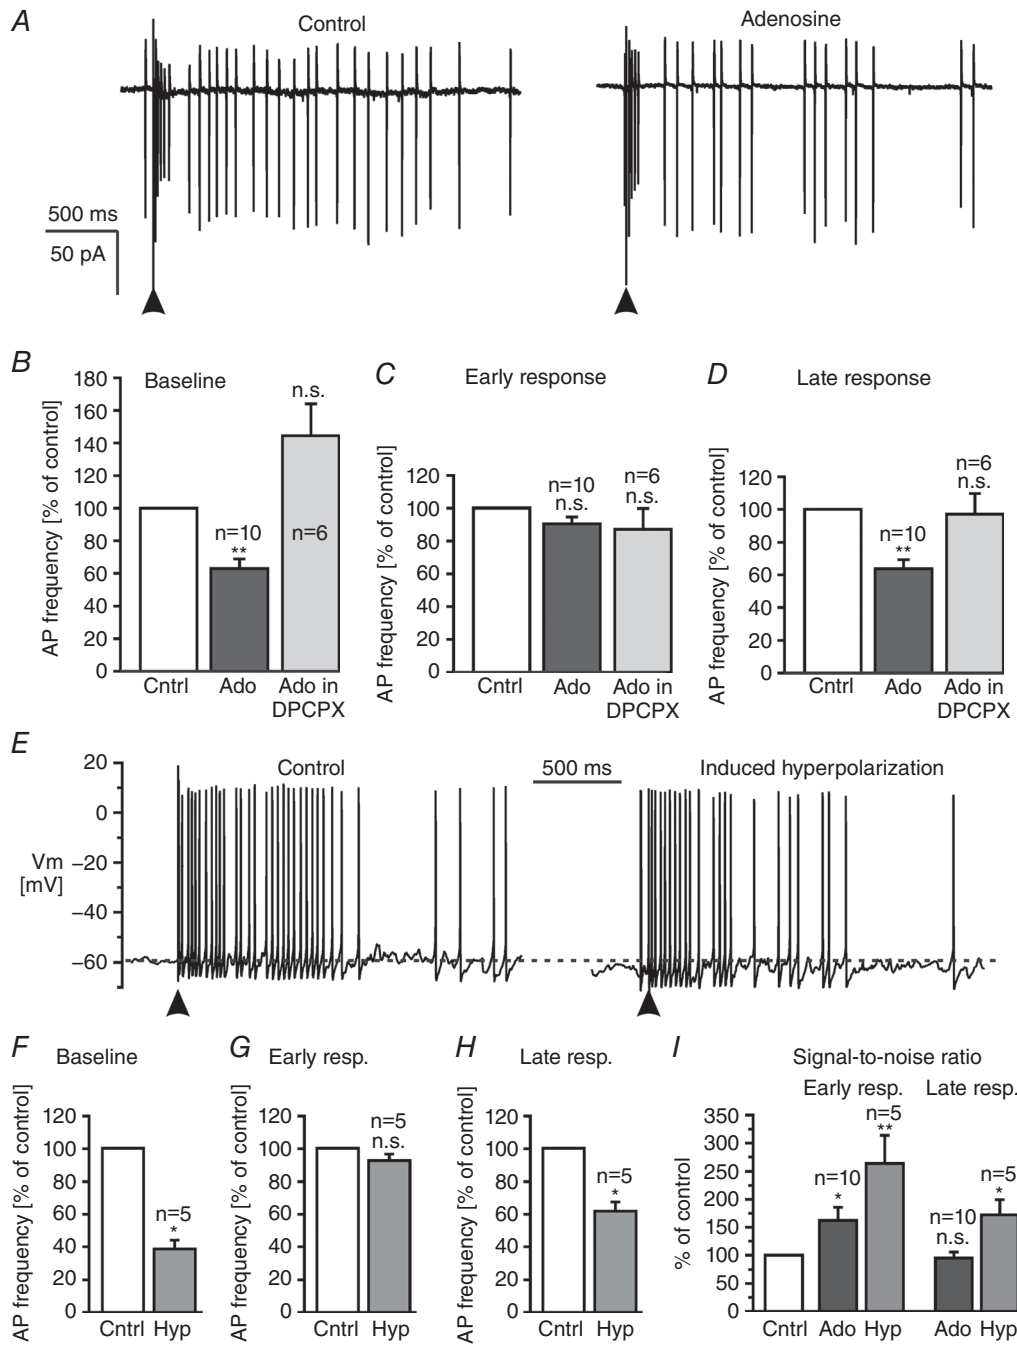 A
Control
Adenosine
500 ms
50 pA
B
Baseline
AP frequency [% of control]
180
160
140
120
100
80
60
40
20
0
n=10
**
n.s.
n=6
Cntrl
Ado
Ado in
DPCPX
C
Early response
AP frequency [% of control]
120
100
80
60
40
20
0
n=10
n.s.
n=6
n.s.
Cntrl
Ado
Ado in
DPCPX
D
Late response
AP frequency [% of control]
120
100
80
60
40
20
0
n=10
**
n=6
n.s.
Cntrl
Ado
Ado in
DPCPX
E
Control
500 ms
Induced hyperpolarization
Vm
[mV]
20
0
−20
−40
−60
F
Baseline
AP frequency [% of control]
120
100
80
60
40
20
0
n=5
*
Cntrl Hyp
G
Early resp.
AP frequency [% of control]
120
100
80
60
40
20
0
n=5
n.s.
Cntrl Hyp
H
Late resp.
AP frequency [% of control]
120
100
80
60
40
20
0
n=5
*
Cntrl Hyp
I
Signal-to-noise ratio
Early resp.
Late resp.
% of control
350
300
250
200
150
100
50
0
n=10
*
n=5
**
n=10
n.s.
n=5
*
Cntrl Ado Hyp
Ado Hyp